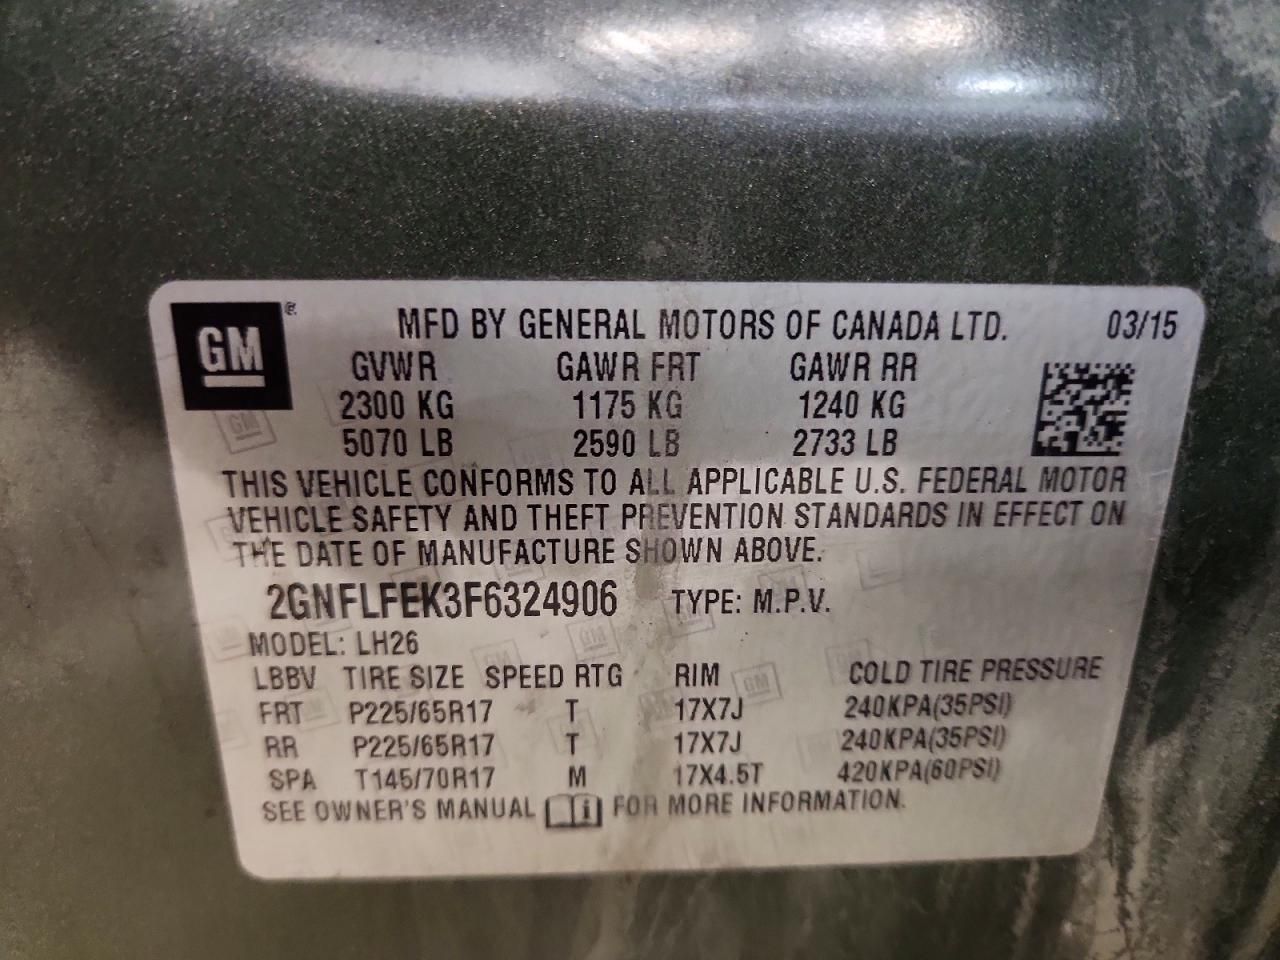 GM MFD BY GENERAL MOTORS OF CANADA LTD. 03/15
GVWR GAWR FRT GAWR RR
2300 KG 1175 KG 1240 KG
5070 LB 2590 LB 2733 LB
THIS VEHICLE CONFORMS TO ALL APPLICABLE U.S. FEDERAL MOTOR
VEHICLE SAFETY AND THEFT PREVENTION STANDARDS IN EFFECT ON
THE DATE OF MANUFACTURE SHOWN ABOVE.
2GNFLFEK3F6324906 TYPE: M.P.V.
MODEL: LH26
LBBV TIRE SIZE SPEED RTG RIM COLD TIRE PRESSURE
FRT P225/65R17 T 17X7J 240KPA(35PSI)
RR P225/65R17 T 17X7J 240KPA(35PSI)
SPA T145/70R17 M 17X4.5T 420KPA(60PSI)
SEE OWNER'S MANUAL i FOR MORE INFORMATION.